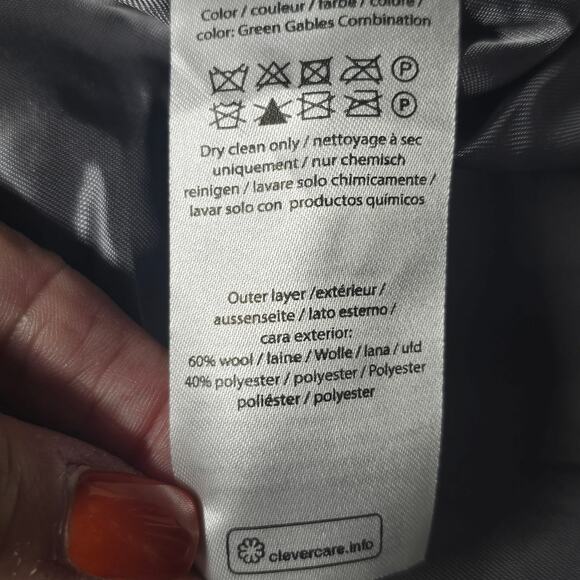 Color / couleur / farbe / colore /
color: Green Gables Combination
P
P
Dry clean only / nettoyage à sec
uniquement / nur chemisch
reinigen / lavare solo chimicamente /
lavar solo con productos químicos
Outer layer /extérieur /
aussenseite / lato esterno /
cara exterior:
60% wool / laine / Wolle / lana / uld
40% polyester / polyester / Polyester
poliéster / polyester
clevercare.info